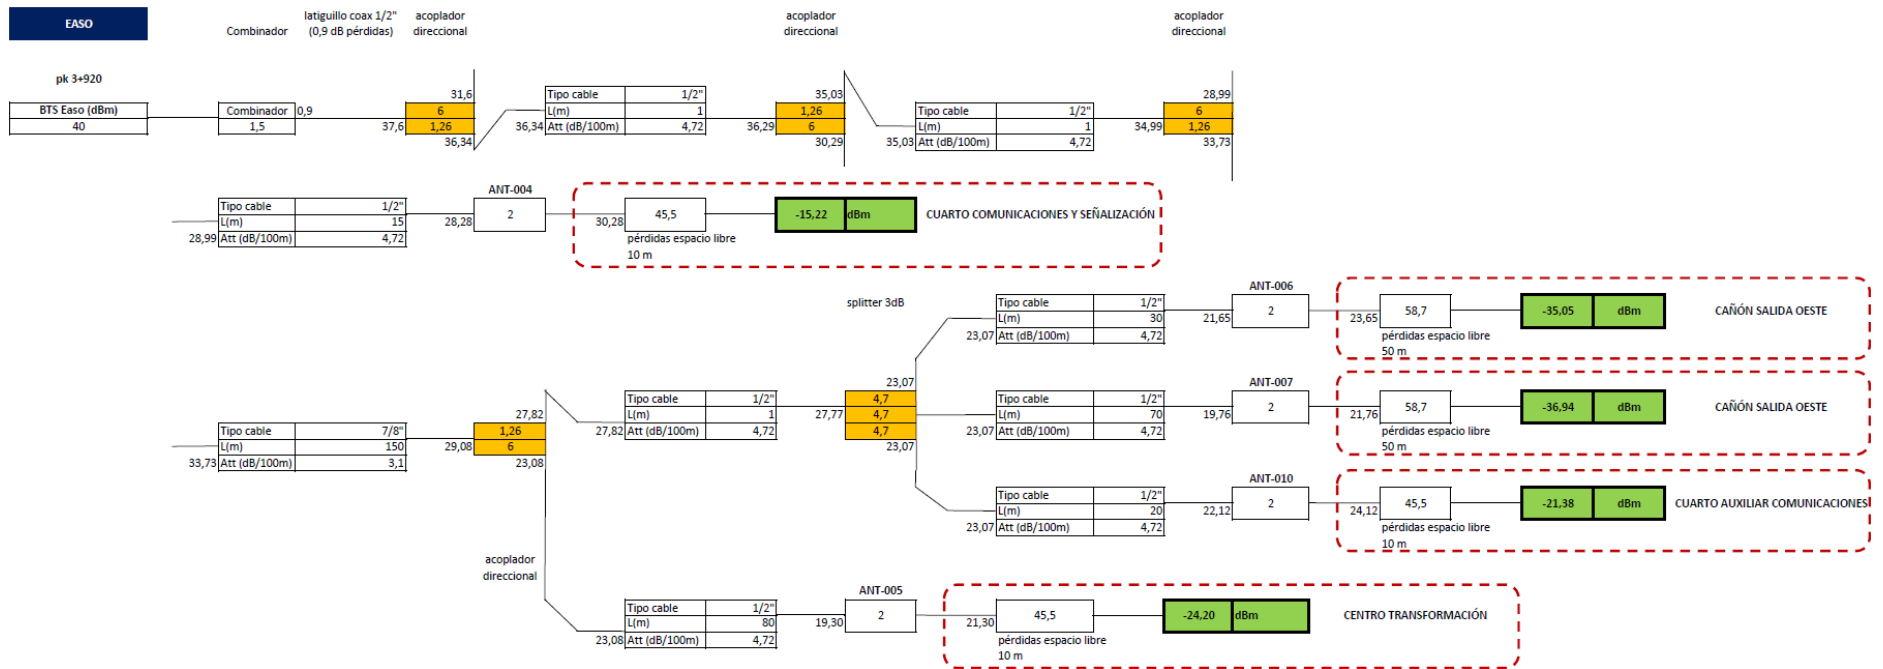 EASO
Combinador
latiguillo coax 1/2"
(0,9 dB pérdidas)
acoplador
direccional
acoplador
direccional
acoplador
direccional
pk 3+920
BTS Easo (dBm)
40
Combinador
1,5
0,9
37,6
31,6
6
1,26
36,34
36,34
Tipo cable 1/2"
L(m) 1
Att (dB/100m) 4,72
36,29
35,03
1,26
6
30,29
35,03
Tipo cable 1/2"
L(m) 1
Att (dB/100m) 4,72
34,99
28,99
6
1,26
33,73
28,99
Tipo cable 1/2"
L(m) 15
Att (dB/100m) 4,72
28,28
ANT-004
2
30,28
45,5
pérdidas espacio libre
10 m
-15,22 dBm
CUARTO COMUNICACIONES Y SEÑALIZACIÓN
33,73
Tipo cable 7/8"
L(m) 150
Att (dB/100m) 3,1
29,08
27,82
1,26
6
23,08
acoplador
direccional
27,82
Tipo cable 1/2"
L(m) 1
Att (dB/100m) 4,72
27,77
splitter 3dB
23,07
4,7
4,7
4,7
23,07
23,07
Tipo cable 1/2"
L(m) 30
Att (dB/100m) 4,72
21,65
ANT-006
2
23,65
58,7
pérdidas espacio libre
50 m
-35,05 dBm
CAÑÓN SALIDA OESTE
23,07
Tipo cable 1/2"
L(m) 70
Att (dB/100m) 4,72
19,76
ANT-007
2
21,76
58,7
pérdidas espacio libre
50 m
-36,94 dBm
CAÑÓN SALIDA OESTE
23,07
Tipo cable 1/2"
L(m) 20
Att (dB/100m) 4,72
22,12
ANT-010
2
24,12
45,5
pérdidas espacio libre
10 m
-21,38 dBm
CUARTO AUXILIAR COMUNICACIONES
23,08
Tipo cable 1/2"
L(m) 80
Att (dB/100m) 4,72
19,30
ANT-005
2
21,30
45,5
pérdidas espacio libre
10 m
-24,20 dBm
CENTRO TRANSFORMACIÓN